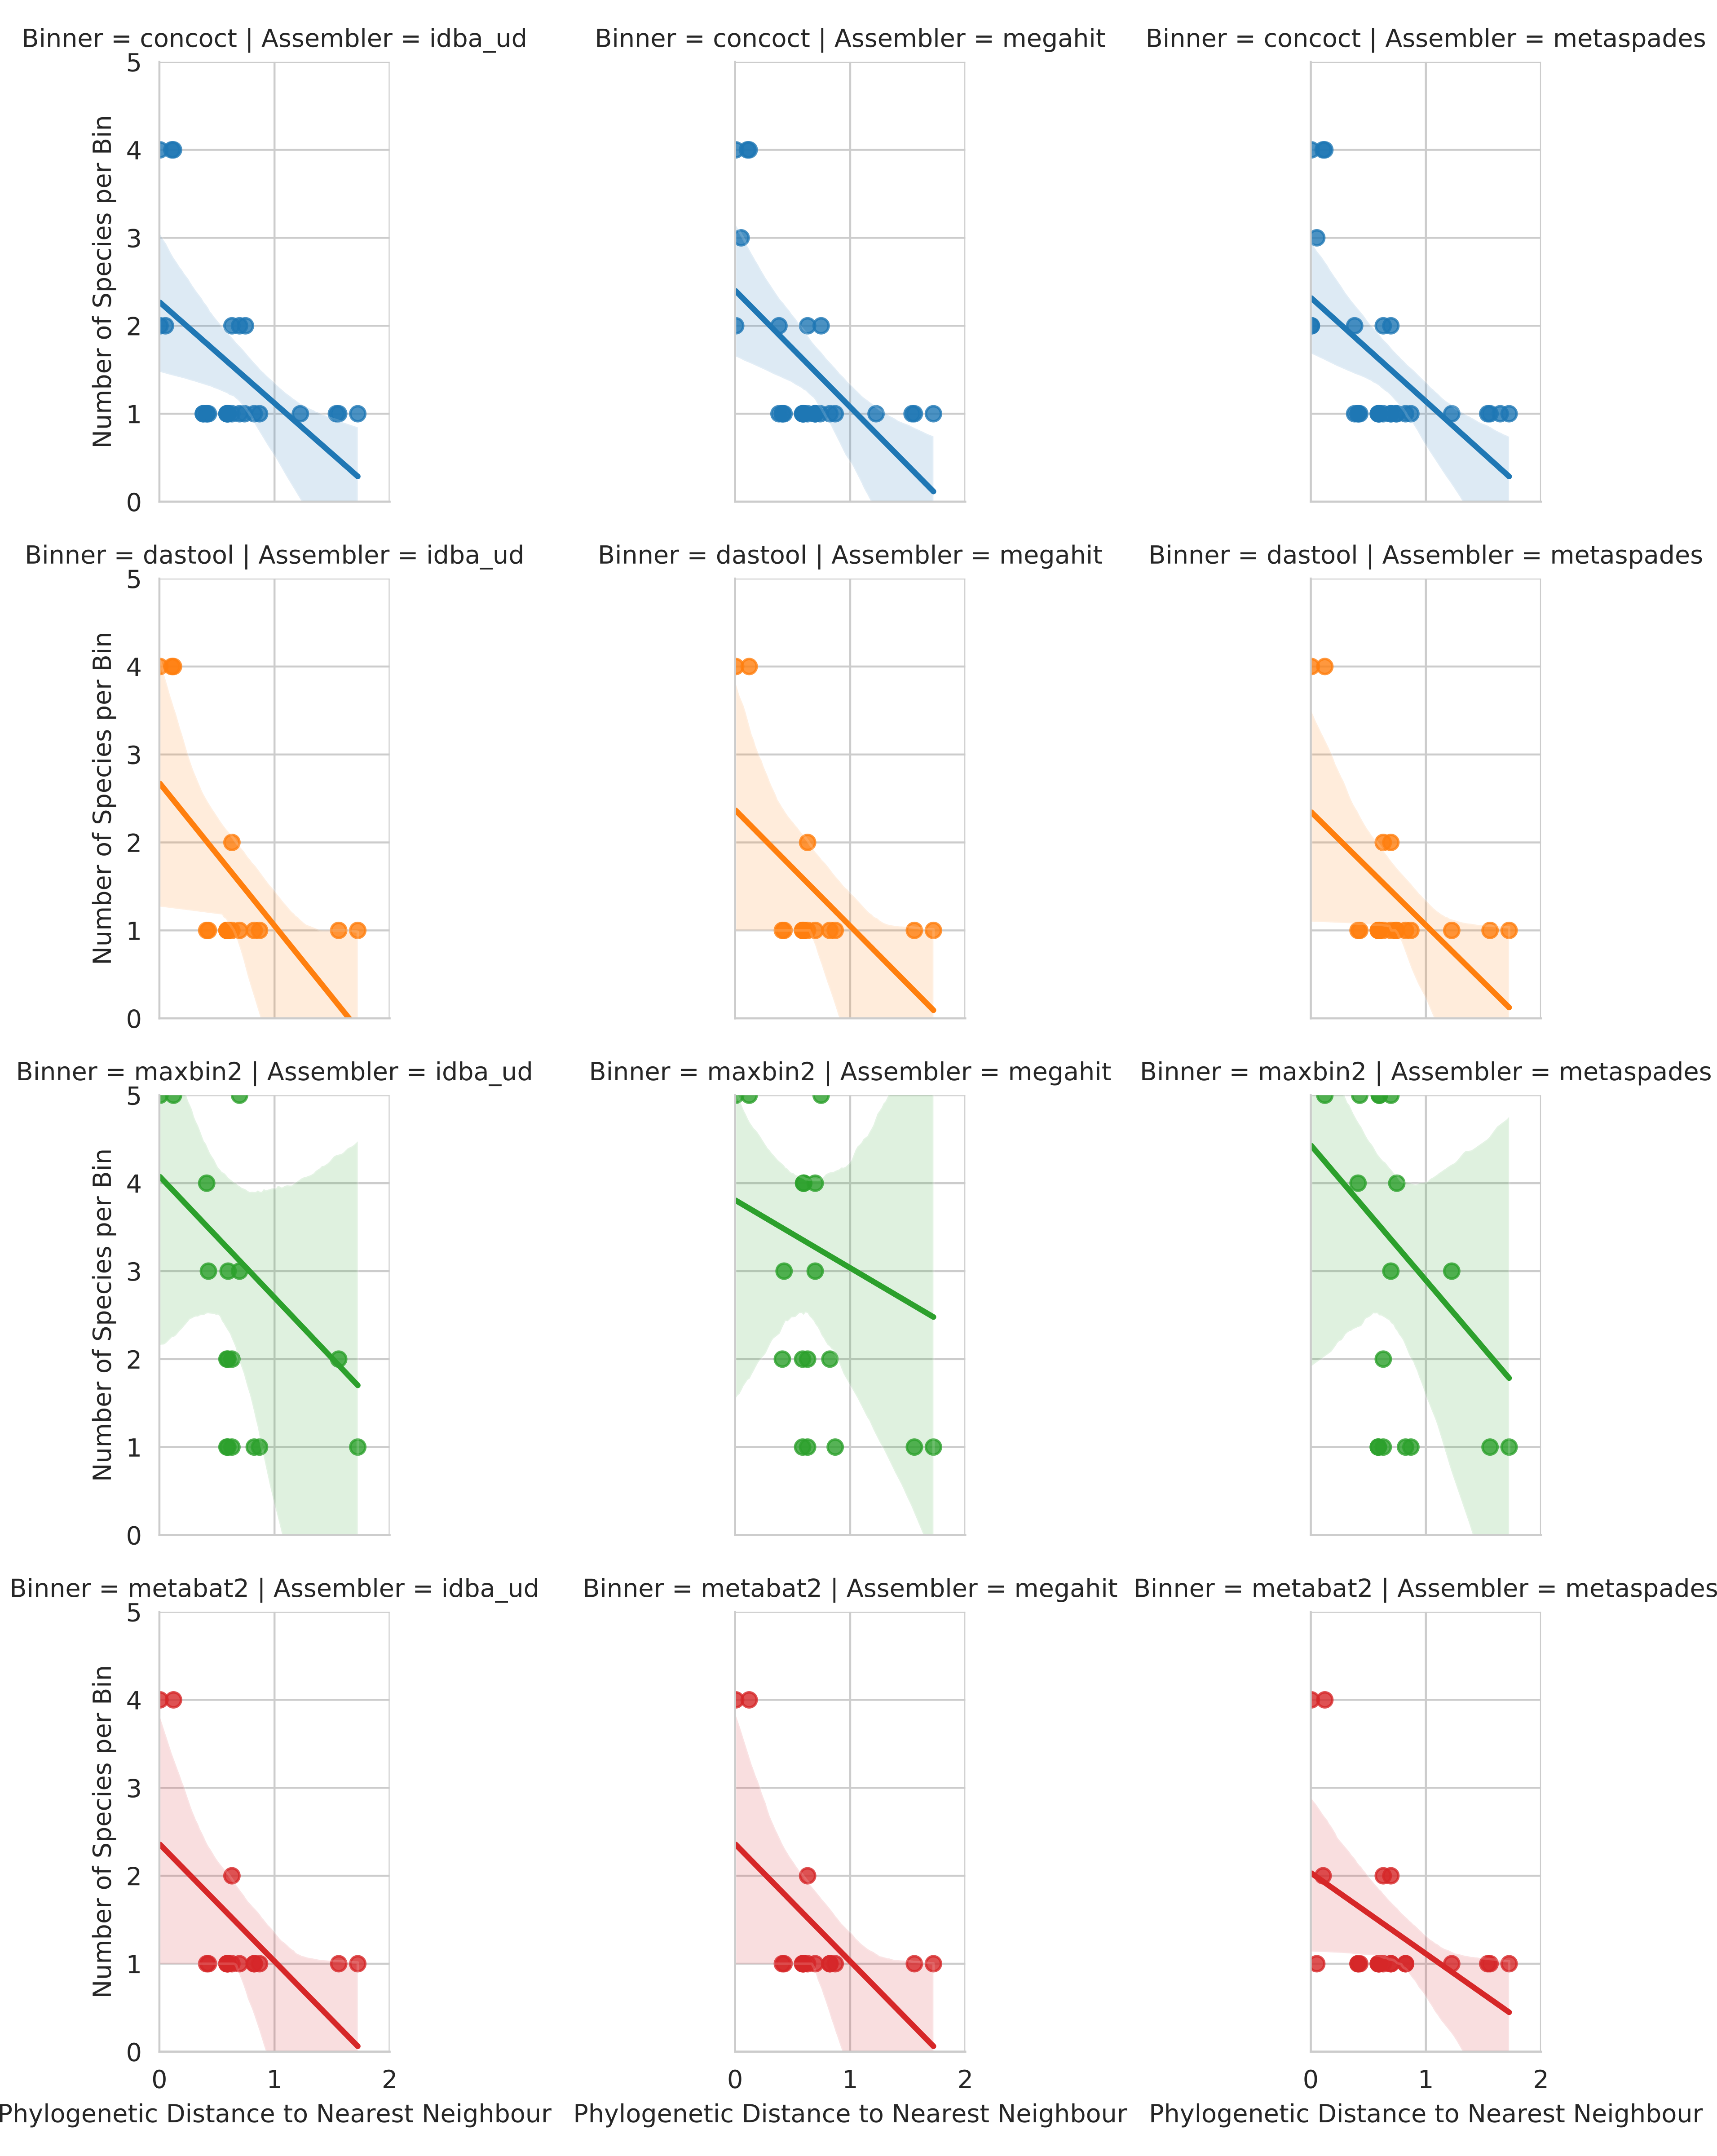 Binner = concoct | Assembler = idba_ud
Binner = concoct | Assembler = megahit
Binner = concoct | Assembler = metaspades
5
4
3
2
1
0
Number of Species per Bin
Binner = dastool | Assembler = idba_ud
Binner = dastool | Assembler = megahit
Binner = dastool | Assembler = metaspades
5
4
3
2
1
0
Number of Species per Bin
Binner = maxbin2 | Assembler = idba_ud
Binner = maxbin2 | Assembler = megahit
Binner = maxbin2 | Assembler = metaspades
5
4
3
2
1
0
Number of Species per Bin
Binner = metabat2 | Assembler = idba_ud
Binner = metabat2 | Assembler = megahit
Binner = metabat2 | Assembler = metaspades
5
4
3
2
1
0
Number of Species per Bin
0 1 2
0 1 2
0 1 2
Phylogenetic Distance to Nearest Neighbour
Phylogenetic Distance to Nearest Neighbour
Phylogenetic Distance to Nearest Neighbour